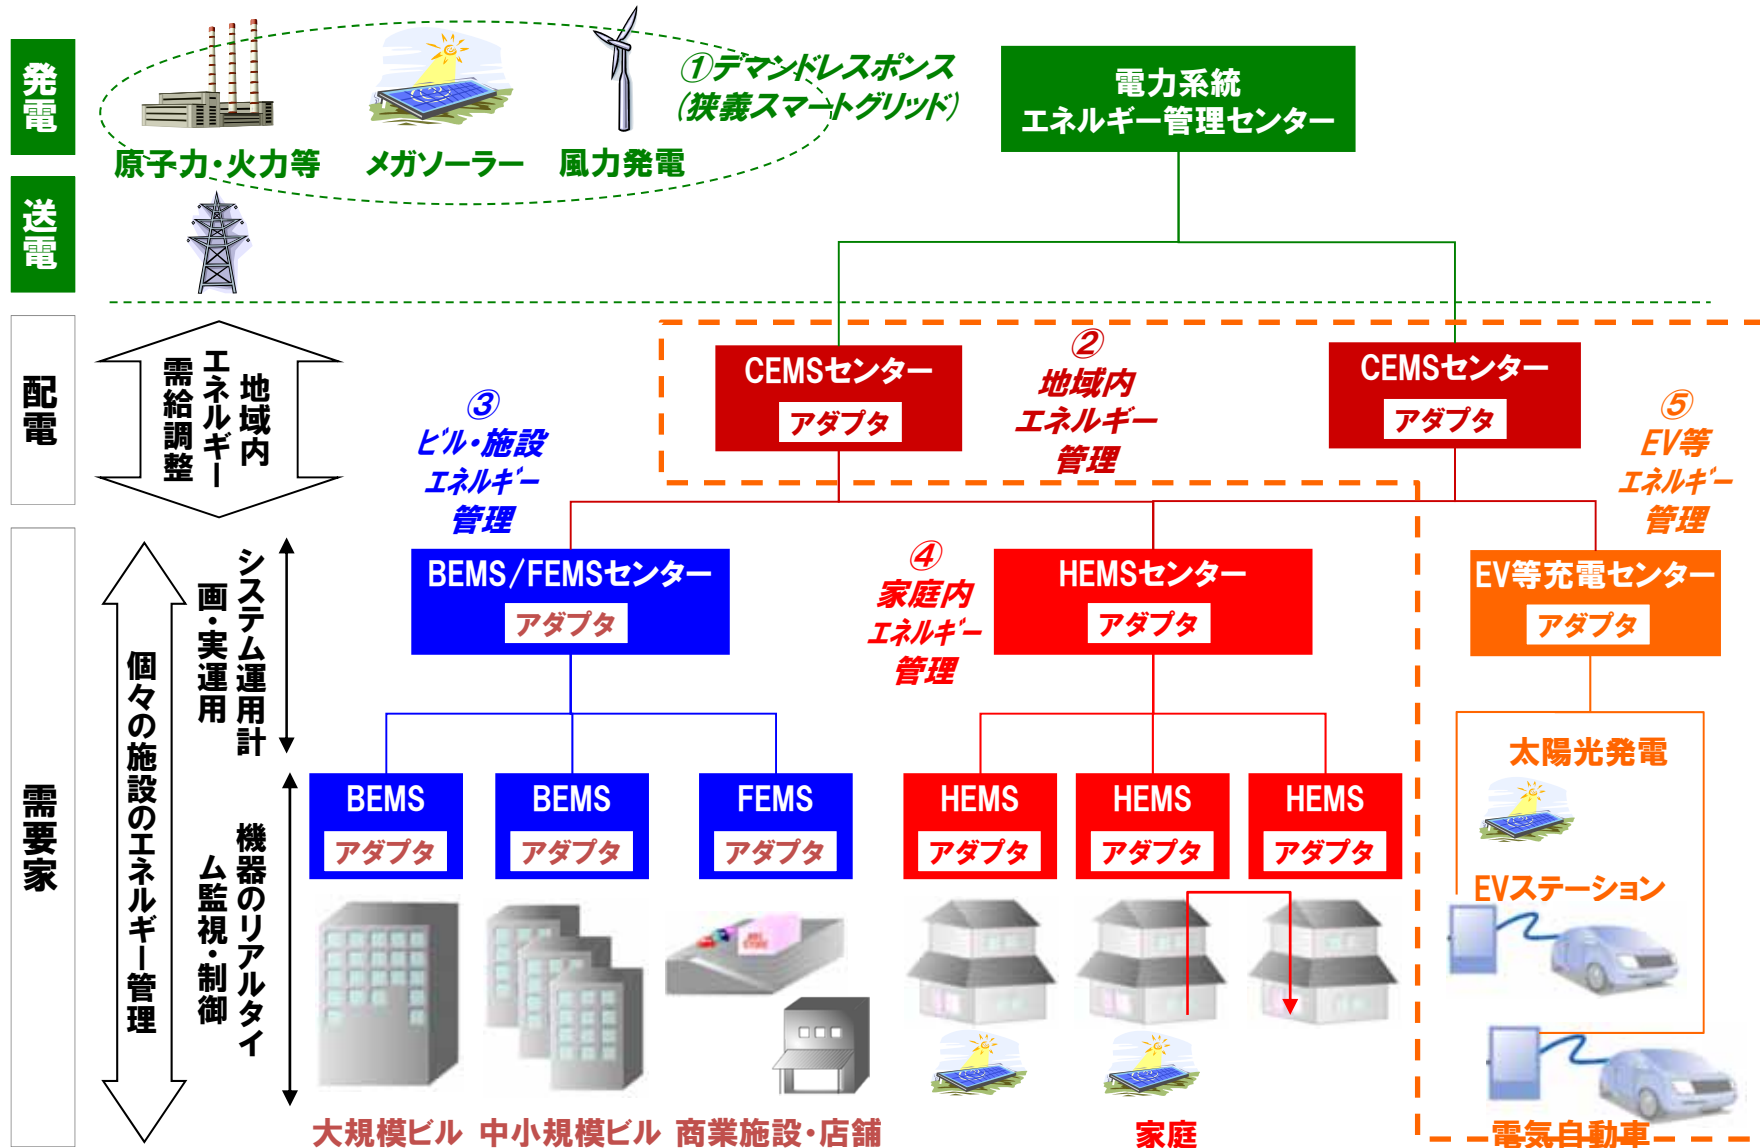 発電
①デマンドレスポンス
(狭義スマートグリッド)
電力系統
エネルギー管理センター
原子力・火力等
メガソーラー
風力発電
送電
配電
地域内
エネルギー
需給調整
CEMSセンター
アダプタ
②
地域内
エネルギー
管理
CEMSセンター
アダプタ
③
ビル・施設
エネルギー
管理
⑤
EV等
エネルギー
管理
需要家
個々の施設のエネルギー管理
システム運用計
画・実運用
BEMS/FEMSセンター
アダプタ
④
家庭内
エネルギー
管理
HEMSセンター
アダプタ
EV等充電センター
アダプタ
機器のリアルタイ
ム監視・制御
BEMS
アダプタ
BEMS
アダプタ
FEMS
アダプタ
HEMS
アダプタ
HEMS
アダプタ
HEMS
アダプタ
太陽光発電
EVステーション
大規模ビル
中小規模ビル
商業施設・店舗
家庭
電気自動車